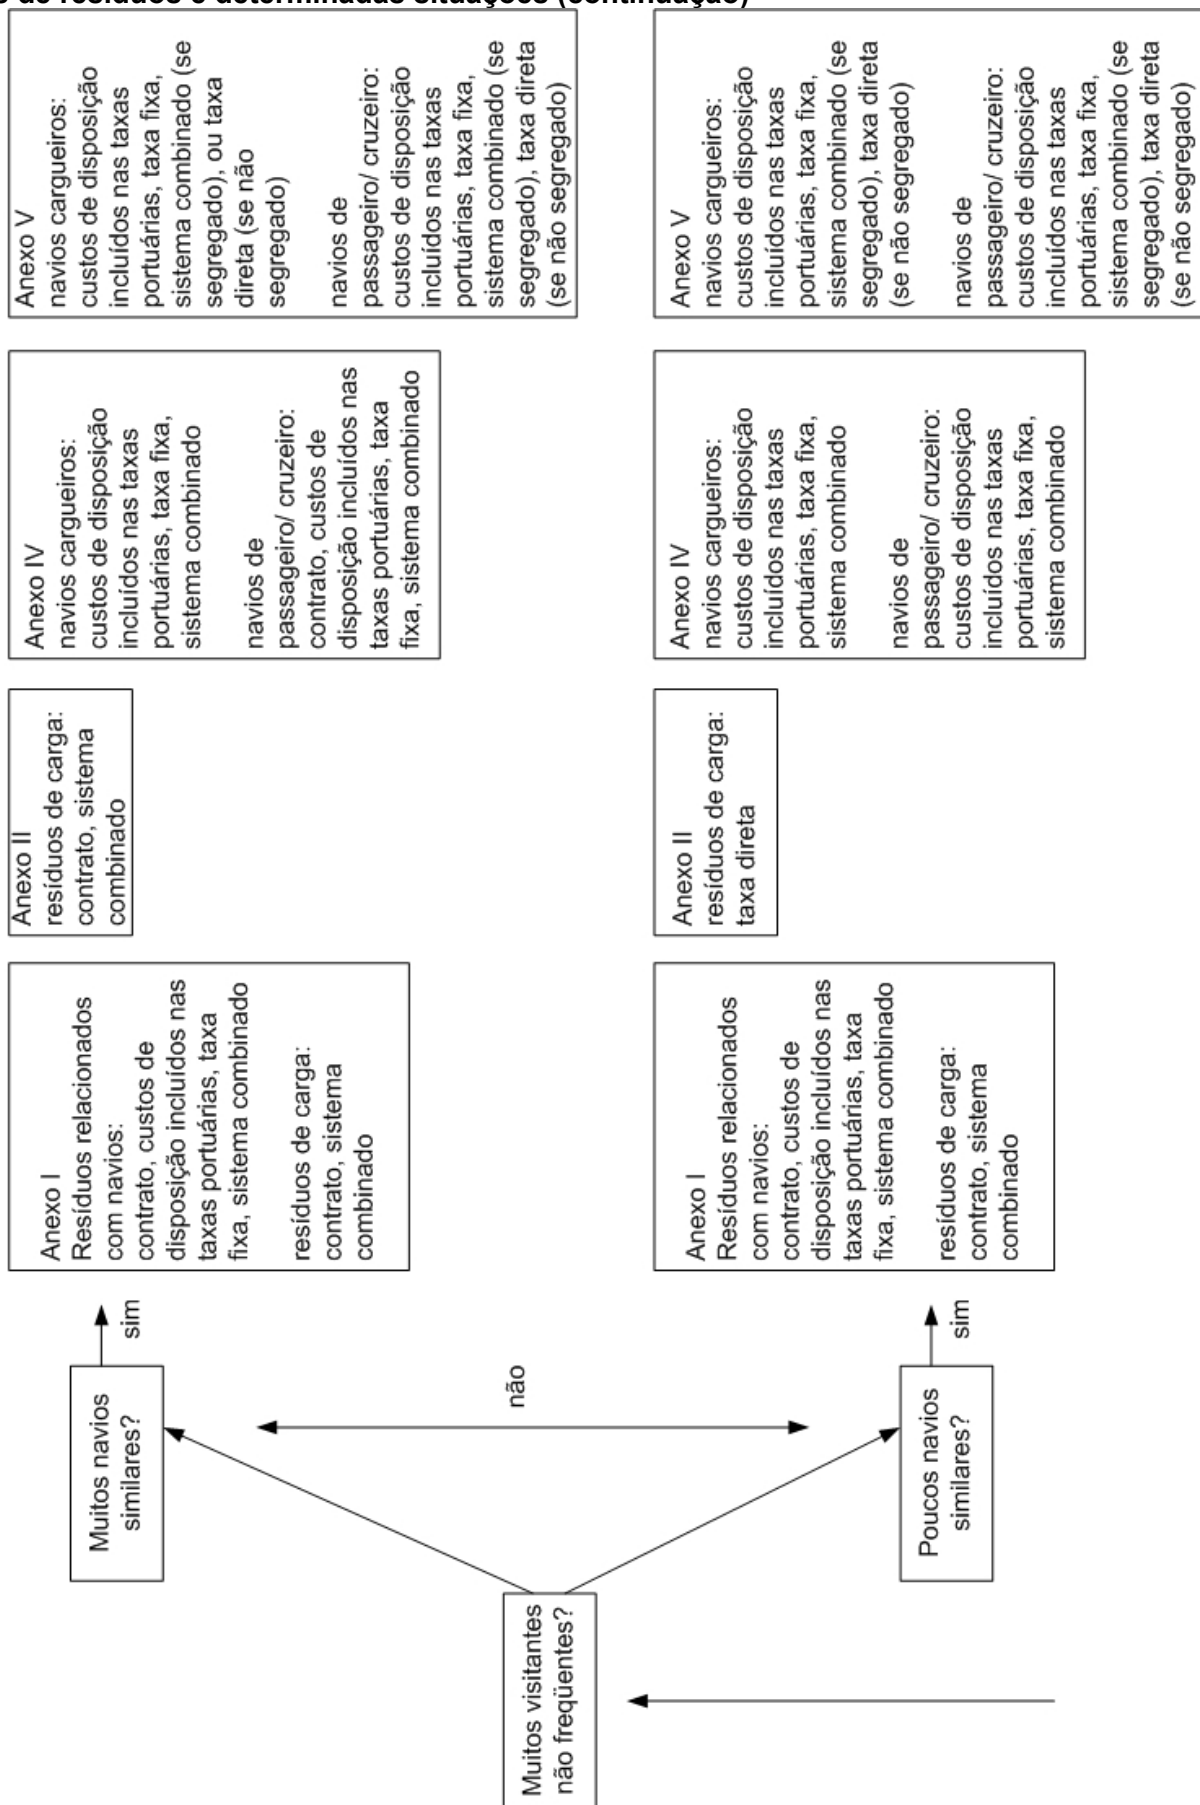 e de resíduos e determinadas situações (continuação)
Muitos visitantes
não freqüentes?
Muitos navios
similares?
sim
Anexo I
Resíduos relacionados
com navios:
contrato, custos de
disposição incluídos nas
taxas portuárias, taxa
fixa, sistema combinado
resíduos de carga:
contrato, sistema
combinado
Anexo II
resíduos de carga:
contrato, sistema
combinado
Anexo IV
navios cargueiros:
custos de disposição
incluídos nas taxas
portuárias, taxa fixa,
sistema combinado
navios de
passageiro/ cruzeiro:
contrato, custos de
disposição incluídos nas
taxas portuárias, taxa
fixa, sistema combinado
Anexo V
navios cargueiros:
custos de disposição
incluídos nas taxas
portuárias, taxa fixa,
sistema combinado (se
segregado), ou taxa
direta (se não
segregado)
navios de
passageiro/ cruzeiro:
custos de disposição
incluídos nas taxas
portuárias, taxa fixa,
sistema combinado (se
segregado), taxa direta
(se não segregado)
não
Poucos navios
similares?
sim
Anexo I
Resíduos relacionados
com navios:
contrato, custos de
disposição incluídos nas
taxas portuárias, taxa
fixa, sistema combinado
resíduos de carga:
contrato, sistema
combinado
Anexo II
resíduos de carga:
taxa direta
Anexo IV
navios cargueiros:
custos de disposição
incluídos nas taxas
portuárias, taxa fixa,
sistema combinado
navios de
passageiro/ cruzeiro:
custos de disposição
incluídos nas taxas
portuárias, taxa fixa,
sistema combinado
Anexo V
navios cargueiros:
custos de disposição
incluídos nas taxas
portuárias, taxa fixa,
sistema combinado (se
segregado), taxa direta
(se não segregado)
navios de
passageiro/ cruzeiro:
custos de disposição
incluídos nas taxas
portuárias, taxa fixa,
sistema combinado (se
segregado), taxa direta
(se não segregado)